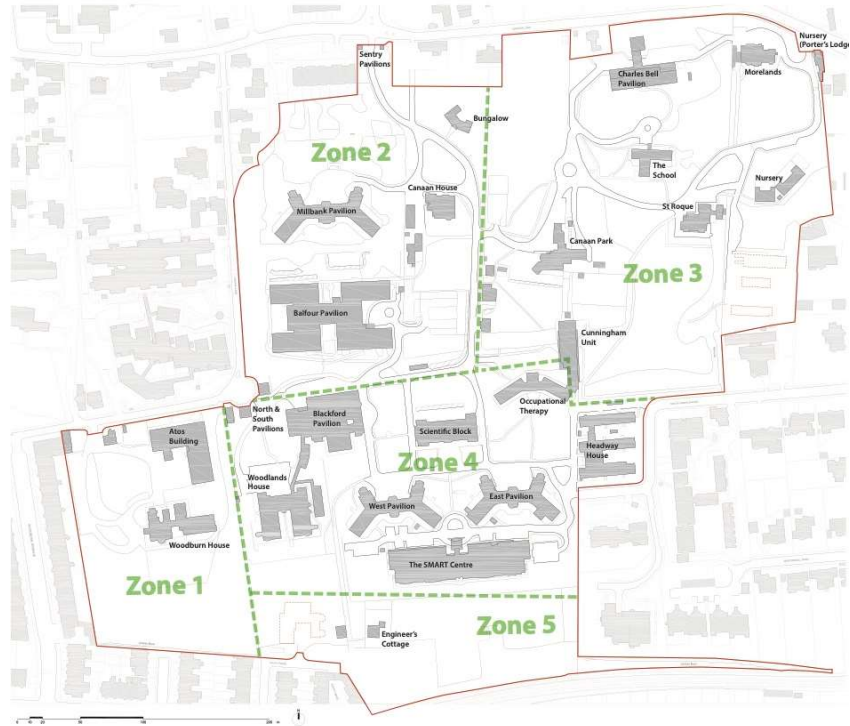 Sentry
Pavilions
Nursery
(Porter's Lodge
Charles Bell
Pavilion
Morelands
Bungalow
Zone 2
The
School
Nursery
Canaan House
Millbank Pavilion
St Roque
Canaan Park
Zone 3
Balfour Pavilion
Cunningham
Unit
North &
South
Pavilions
Blackford
Pavilion
Occupational
Therapy
Atos
Building
Scientific Block
Headway
House
Zone 4
Woodlands
House
West Pavilion
East Pavilion
Woodburn House
The SMART Centre
Zone 1
Zone 5
Engineer's
Cottage